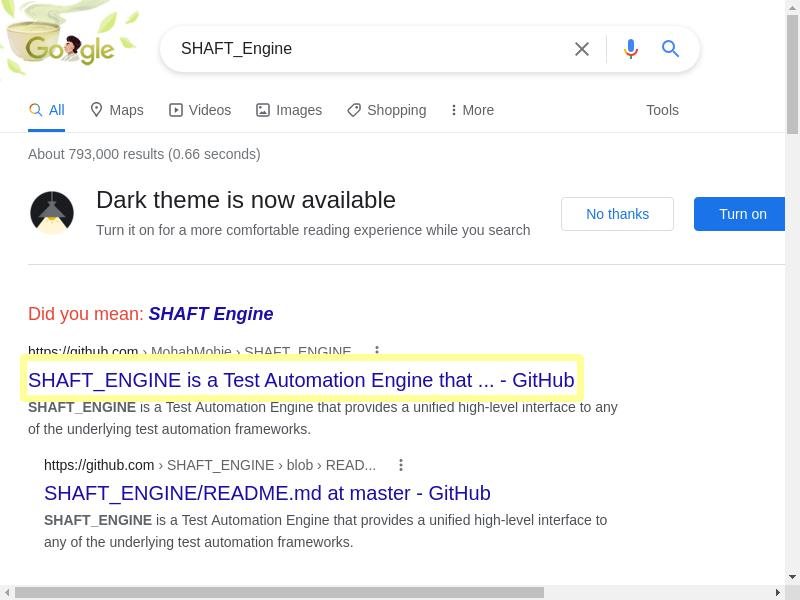 Google
SHAFT_Engine
All Maps Videos Images Shopping More Tools
About 793,000 results (0.66 seconds)
Dark theme is now available
Turn it on for a more comfortable reading experience while you search
No thanks
Turn on
Did you mean: SHAFT Engine
https://github.com › MohabMohie › SHAFT_ENGINE
SHAFT_ENGINE is a Test Automation Engine that ... - GitHub
SHAFT_ENGINE is a Test Automation Engine that provides a unified high-level interface to any
of the underlying test automation frameworks.
https://github.com › SHAFT_ENGINE › blob › READ...
SHAFT_ENGINE/README.md at master - GitHub
SHAFT_ENGINE is a Test Automation Engine that provides a unified high-level interface to
any of the underlying test automation frameworks.